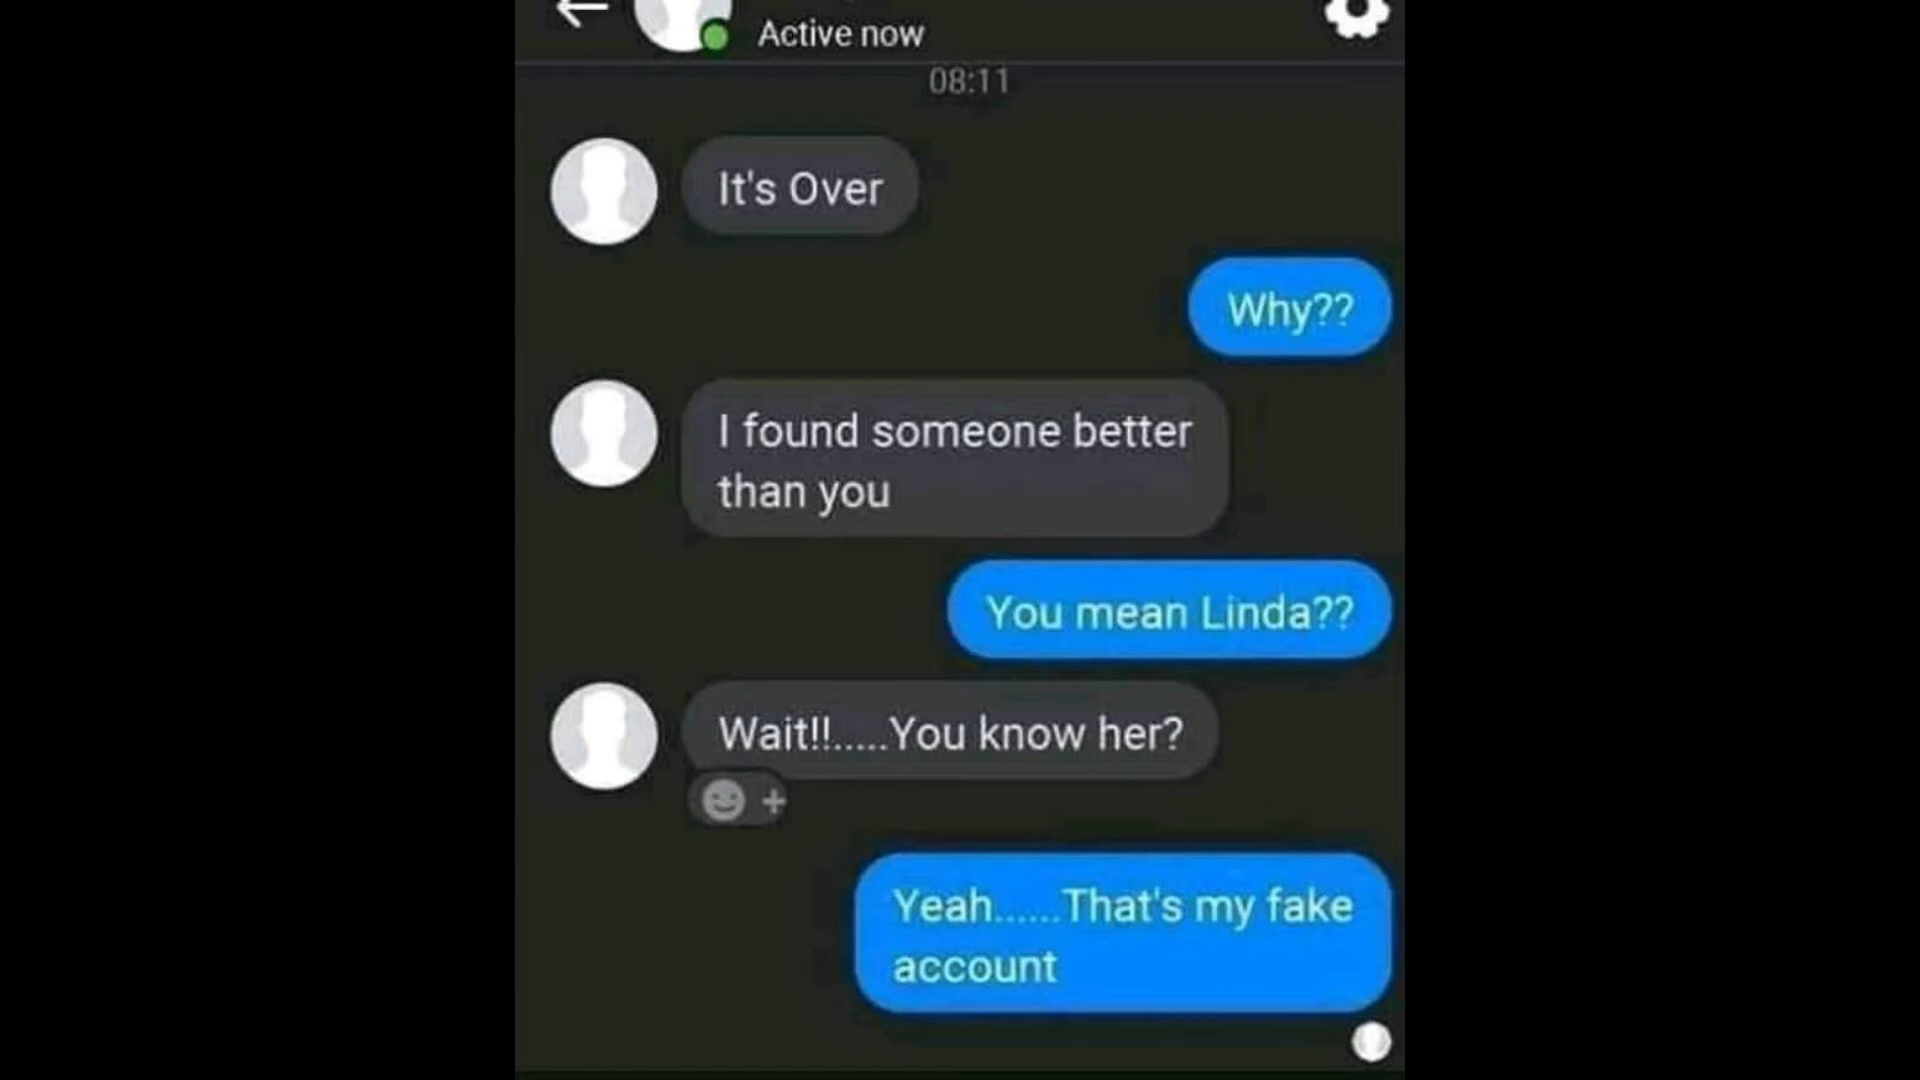 Active now
08:11
It's Over
Why??
I found someone better
than you
You mean Linda??
Wait!!.....You know her?
Yeah......That's my fake
account